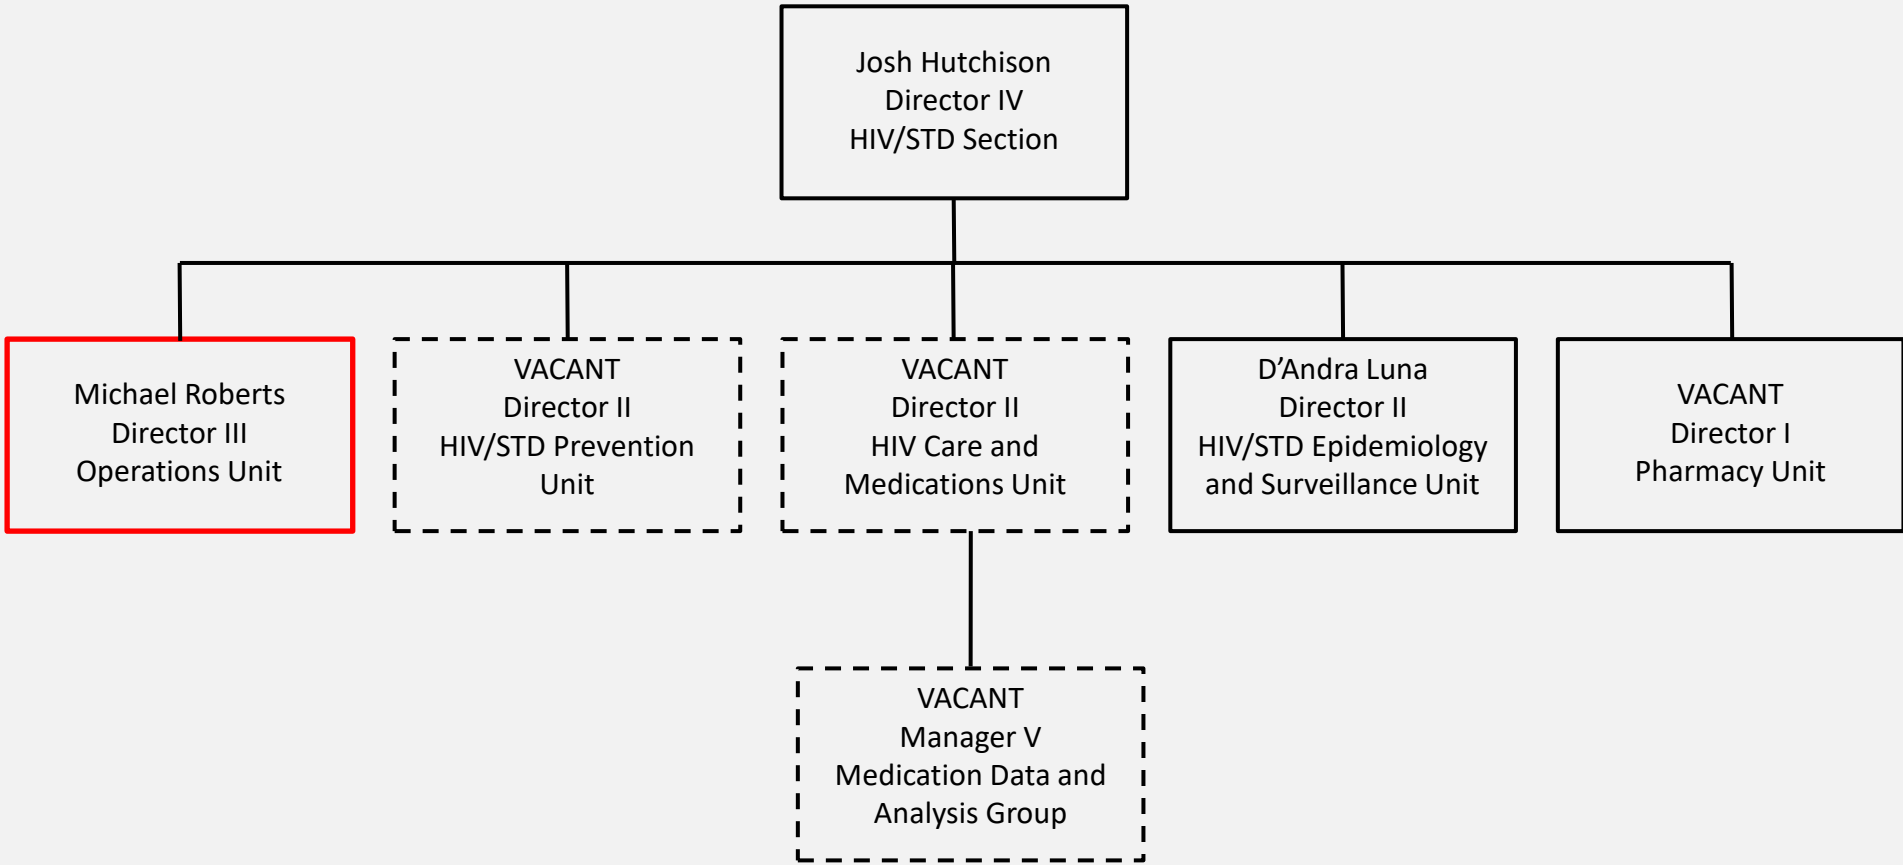 Josh Hutchison
Director IV
HIV/STD Section
Michael Roberts
Director III
Operations Unit
VACANT
Director II
HIV/STD Prevention
Unit
VACANT
Director II
HIV Care and
Medications Unit
D’Andra Luna
Director II
HIV/STD Epidemiology
and Surveillance Unit
VACANT
Director I
Pharmacy Unit
VACANT
Manager V
Medication Data and
Analysis Group